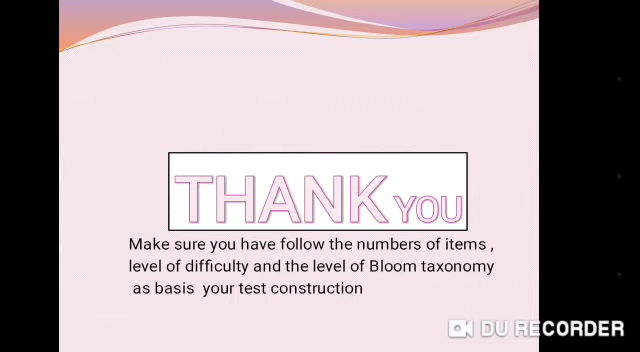 THANK YOU
Make sure you have follow the numbers of items ,
level of difficulty and the level of Bloom taxonomy
as basis your test construction
DU RECORDER